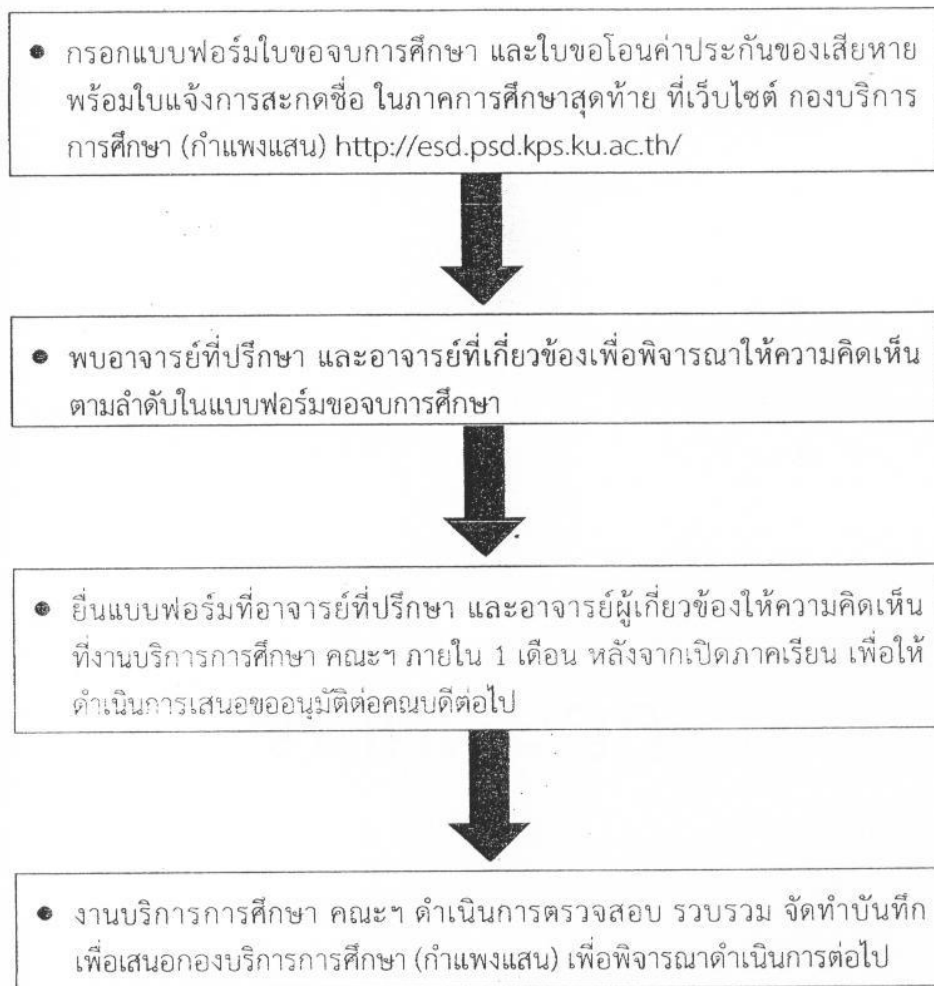 ● กรอกแบบฟอร์มใบขอจบการศึกษา และใบขอโอนค่าประกันของเสียหาย
พร้อมใบแจ้งการสะกดชื่อ ในภาคการศึกษาสุดท้าย ที่เว็บไซต์ กองบริการ
การศึกษา (กำแพงแสน) http://esd.psd.kps.ku.ac.th/
● พบอาจารย์ที่ปรึกษา และอาจารย์ที่เกี่ยวข้องเพื่อพิจารณาให้ความคิดเห็น
ตามลำดับในแบบฟอร์มขอจบการศึกษา
● ยื่นแบบฟอร์มที่อาจารย์ที่ปรึกษา และอาจารย์ผู้เกี่ยวข้องให้ความคิดเห็น
ที่งานบริการการศึกษา คณะฯ ภายใน 1 เดือน หลังจากเปิดภาคเรียน เพื่อให้
ดำเนินการเสนอขออนุมัติต่อคณบดีต่อไป
● งานบริการการศึกษา คณะฯ ดำเนินการตรวจสอบ รวบรวม จัดทำบันทึก
เพื่อเสนอกองบริการการศึกษา (กำแพงแสน) เพื่อพิจารณาดำเนินการต่อไป